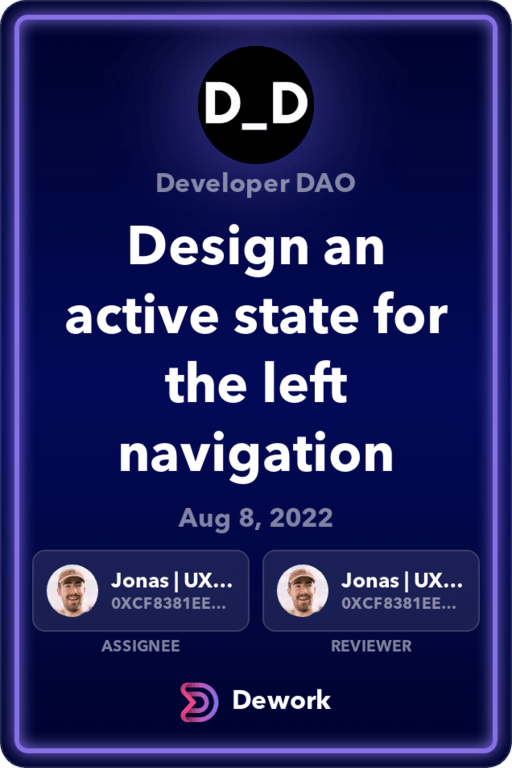 D_D
Developer DAO
Design an
active state for
the left
navigation
Aug 8, 2022
Jonas | UX...
0XCF8381EE...
ASSIGNEE
Jonas | UX...
0XCF8381EE...
REVIEWER
Dework